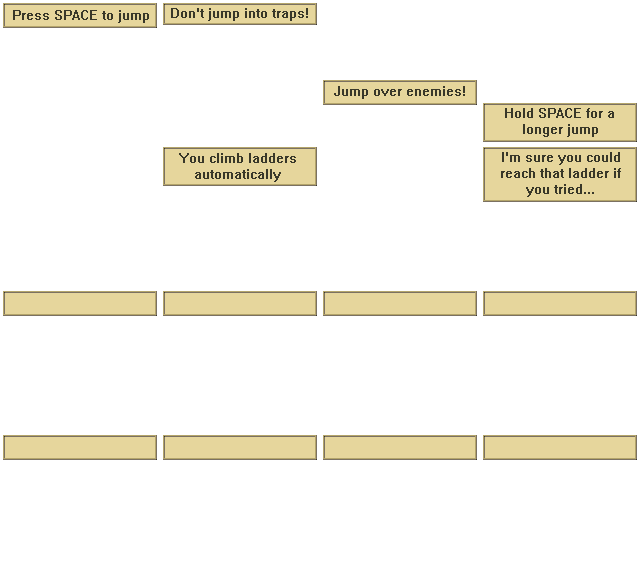 Press SPACE to jump
Don't jump into traps!
Jump over enemies!
Hold SPACE for a
longer jump
You climb ladders
automatically
I'm sure you could
reach that ladder if
you tried...